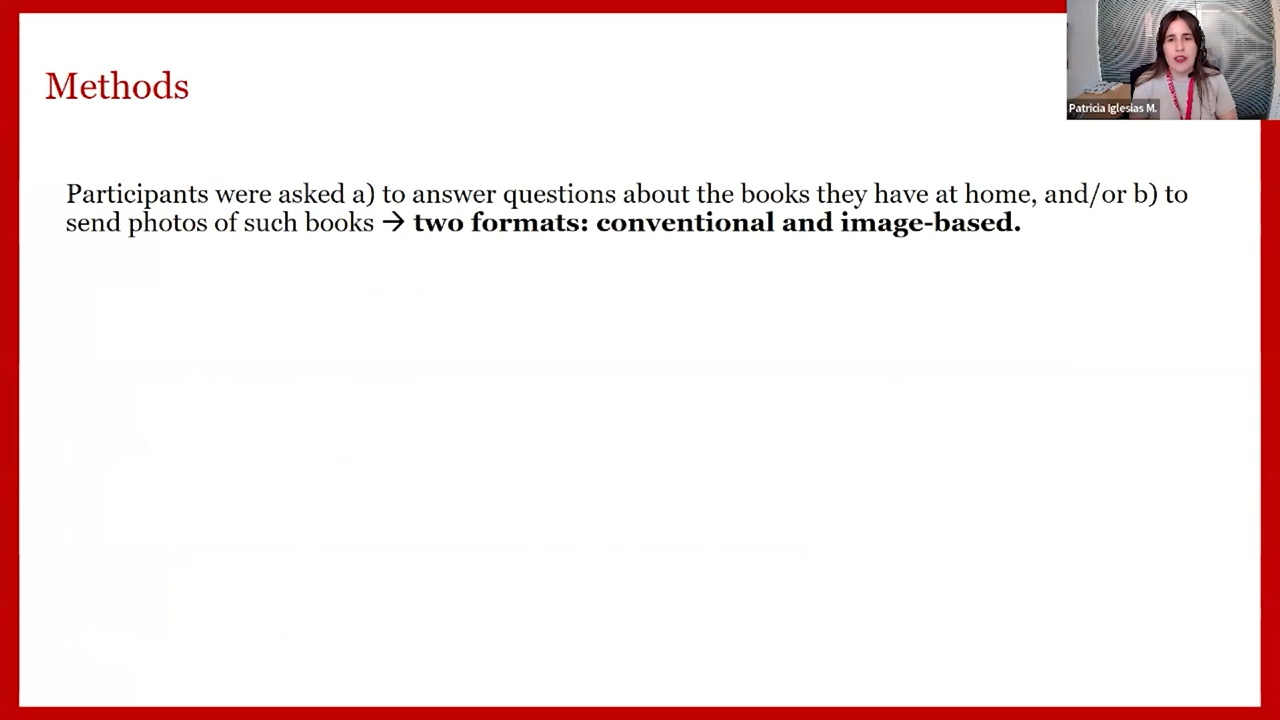 Methods
Patricia Iglesias M.
Participants were asked a) to answer questions about the books they have at home, and/or b) to
send photos of such books → two formats: conventional and image-based.